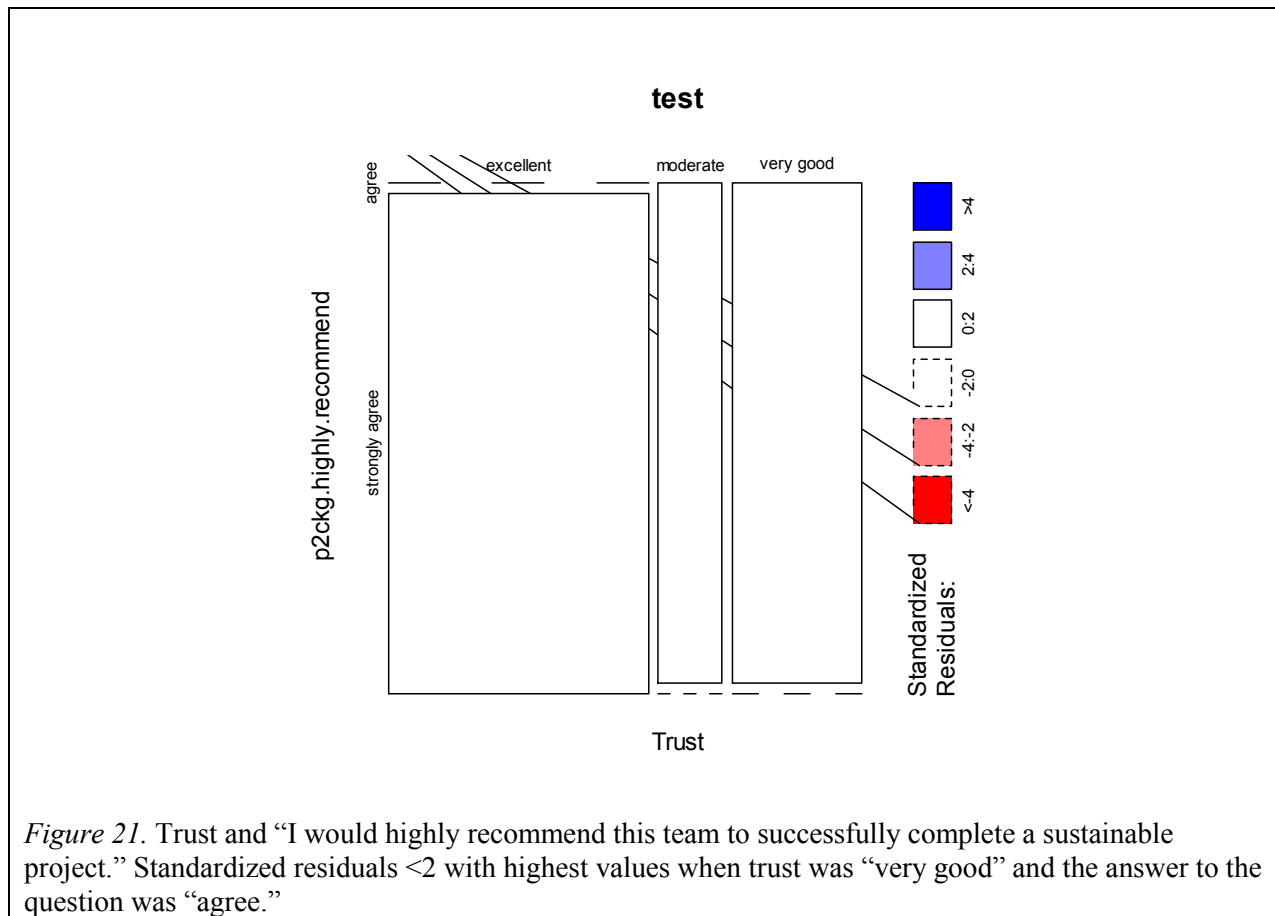 test
excellent
moderate
very good
agree
strongly agree
p2ckg.highly.recommend
Trust
>4
2:4
0:2
-2:0
-4:-2
<-4
Standardized
Residuals:
Figure 21. Trust and “I would highly recommend this team to successfully complete a sustainable
project.” Standardized residuals <2 with highest values when trust was “very good” and the answer to the
question was “agree.”